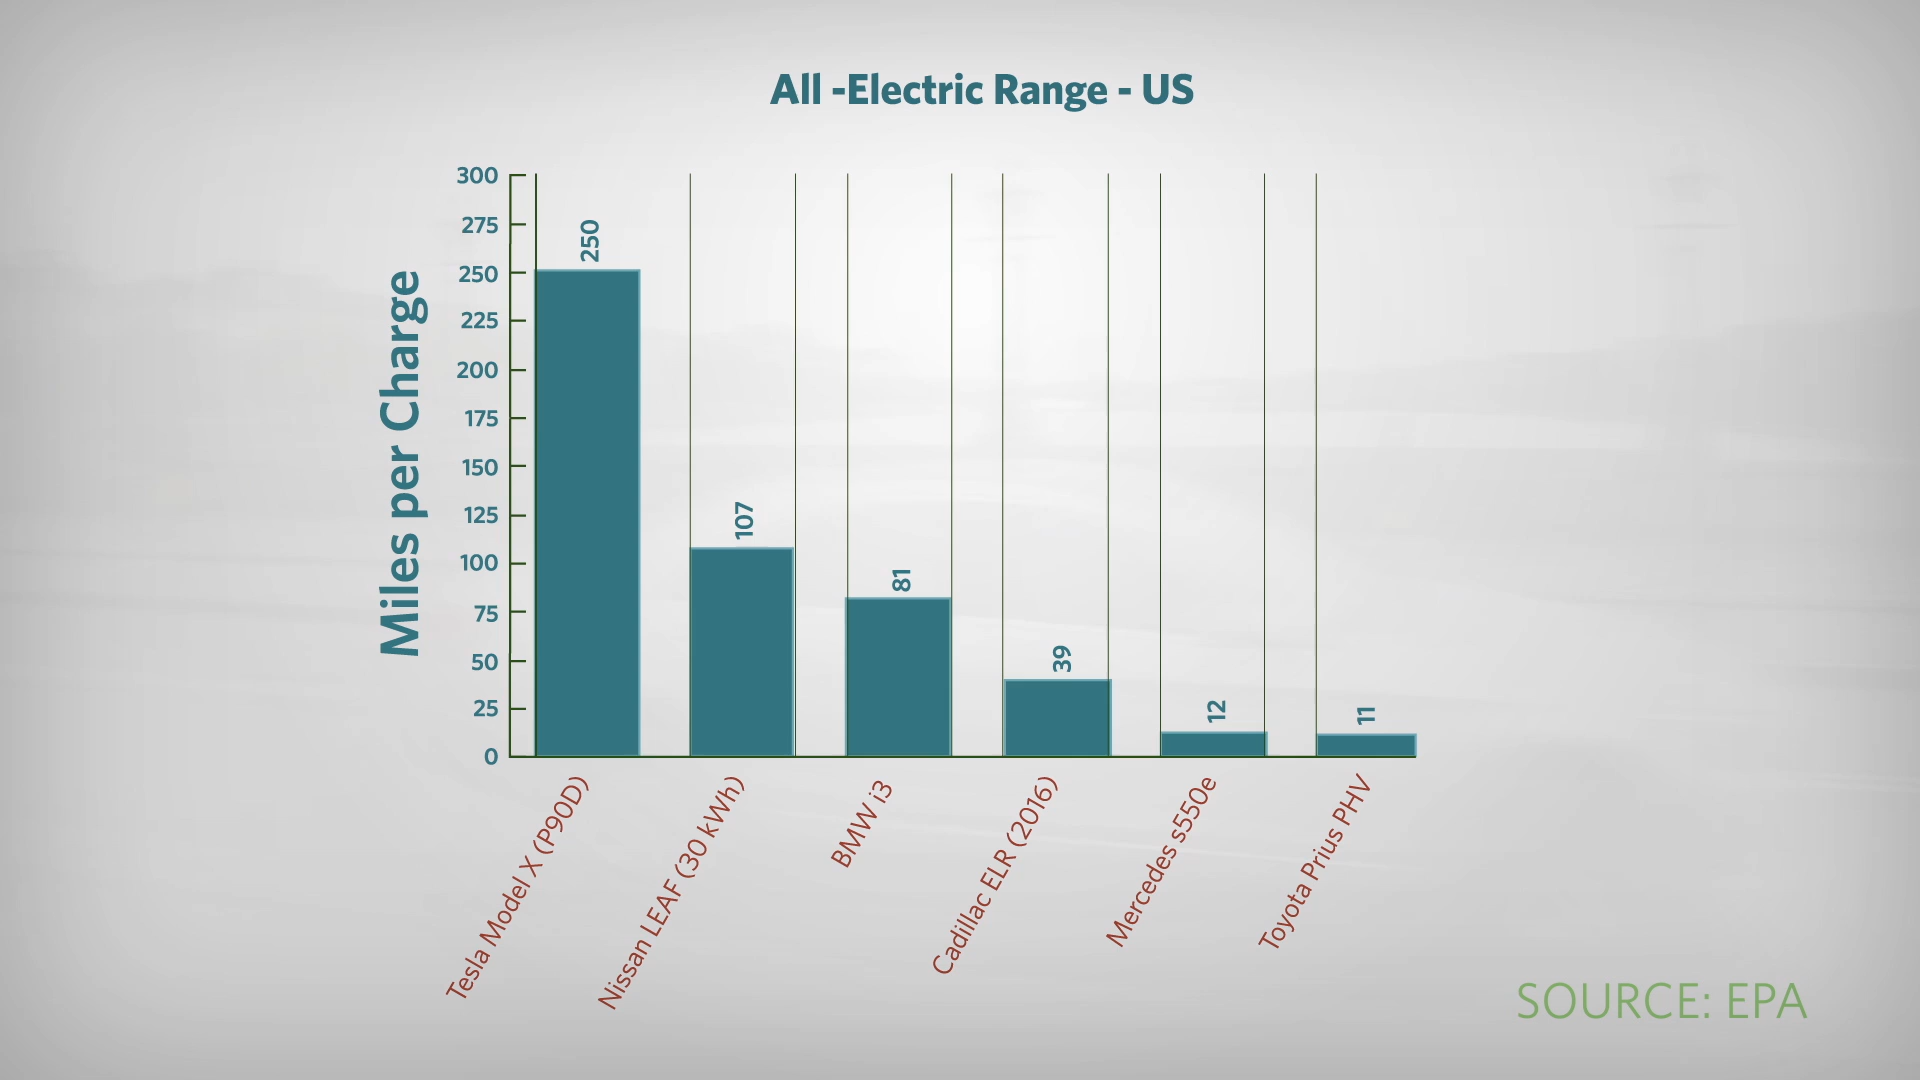 All -Electric Range - US
Miles per Charge
300
275
250
225
200
175
150
125
100
75
50
25
0
250
107
81
39
12
11
Tesla Model X (P90D)
Nissan LEAF (30 kWh)
BMW i3
Cadillac ELR (2016)
Mercedes s550e
Toyota Prius PHV
SOURCE: EPA